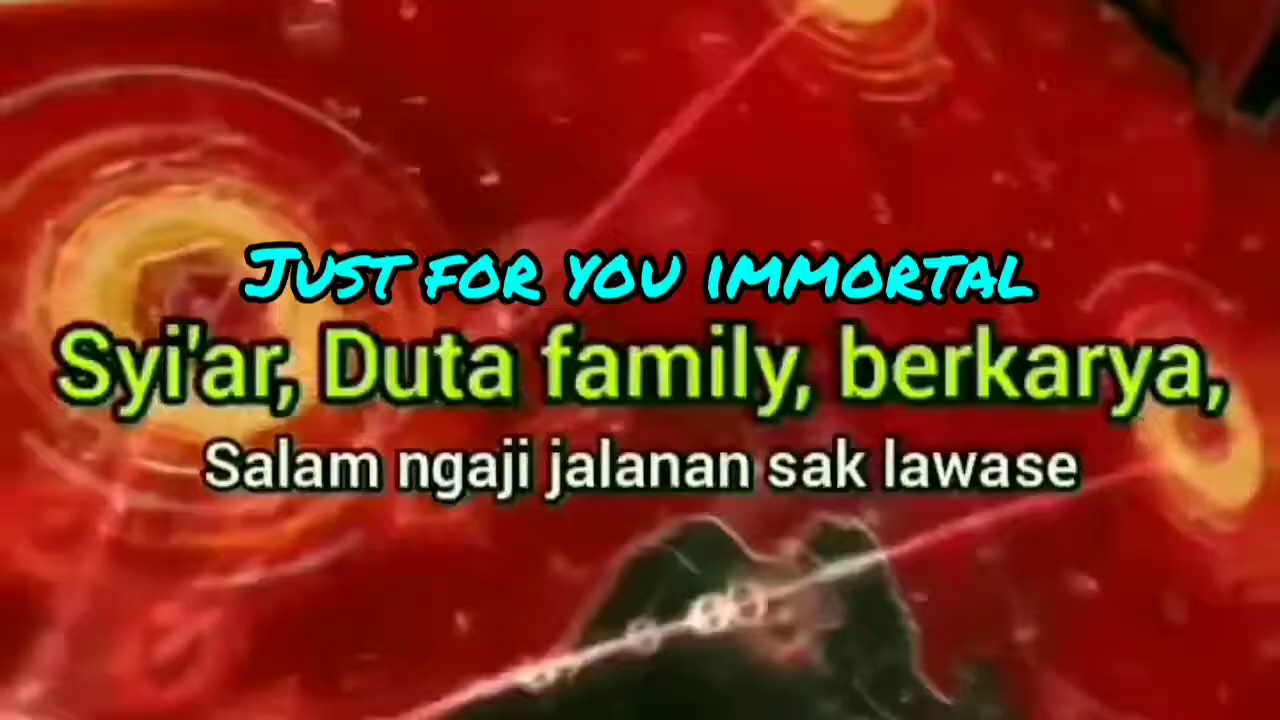 Just for you immortal
Syi'ar, Duta family, berkarya,
Salam ngaji jalanan sak lawase